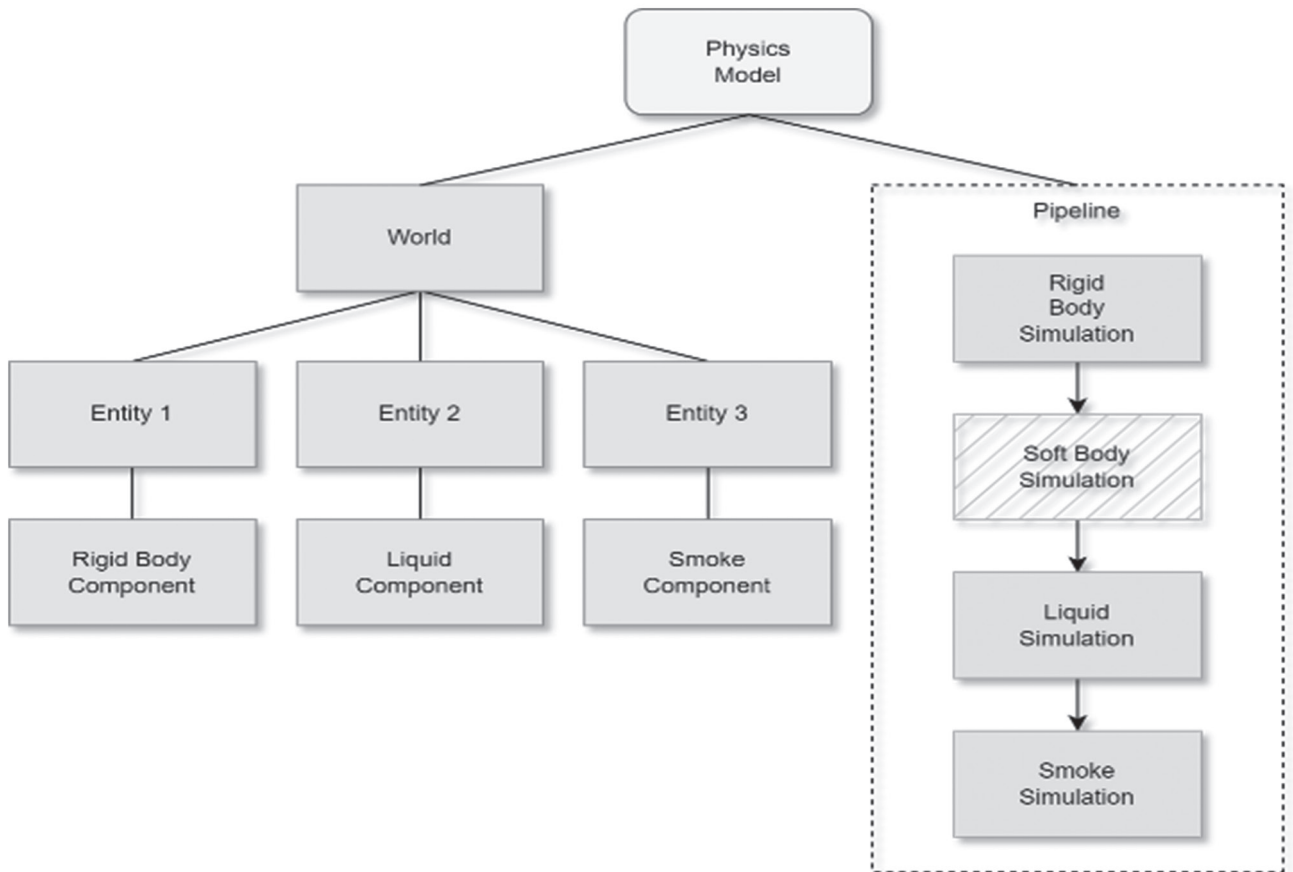 Physics
Model
World
Pipeline
Entity 1
Entity 2
Entity 3
Rigid Body
Component
Liquid
Component
Smoke
Component
Rigid
Body
Simulation
Soft Body
Simulation
Liquid
Simulation
Smoke
Simulation